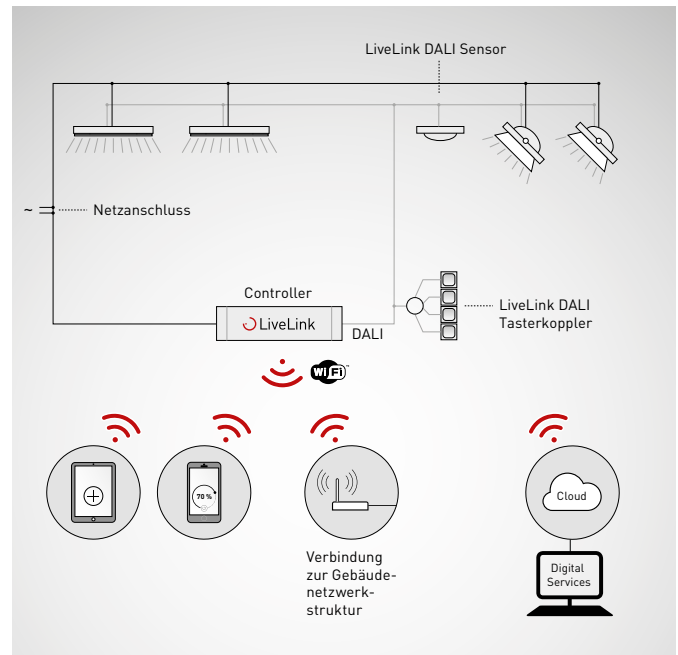 LiveLink DALI Sensor
~
Netzanschluss
Controller
LiveLink
DALI
LiveLink DALI
Tasterkoppler
WiFi™
70 %
Cloud
Verbindung
zur Gebäude-
netzwerk-
struktur
Digital
Services